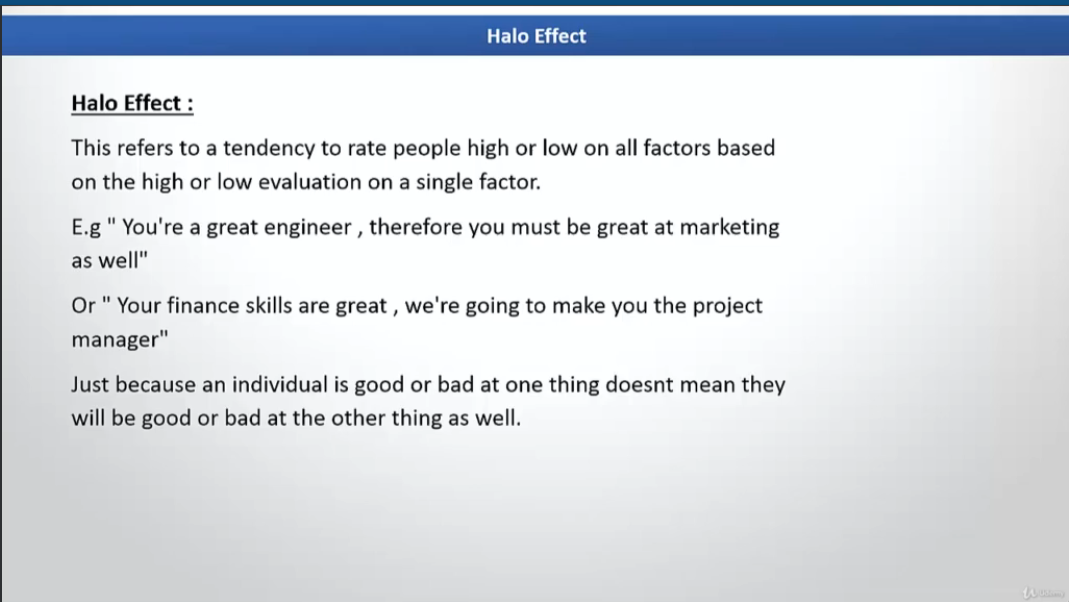 Halo Effect
Halo Effect :
This refers to a tendency to rate people high or low on all factors based
on the high or low evaluation on a single factor.
E.g " You're a great engineer , therefore you must be great at marketing
as well"
Or " Your finance skills are great , we're going to make you the project
manager"
Just because an individual is good or bad at one thing doesnt mean they
will be good or bad at the other thing as well.
Udemy